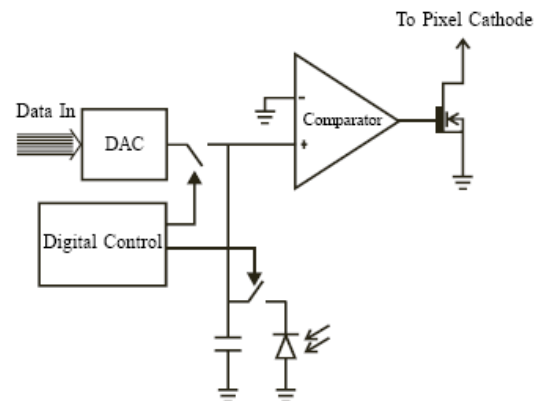 To Pixel Cathode
Data In
DAC
Comparator
Digital Control